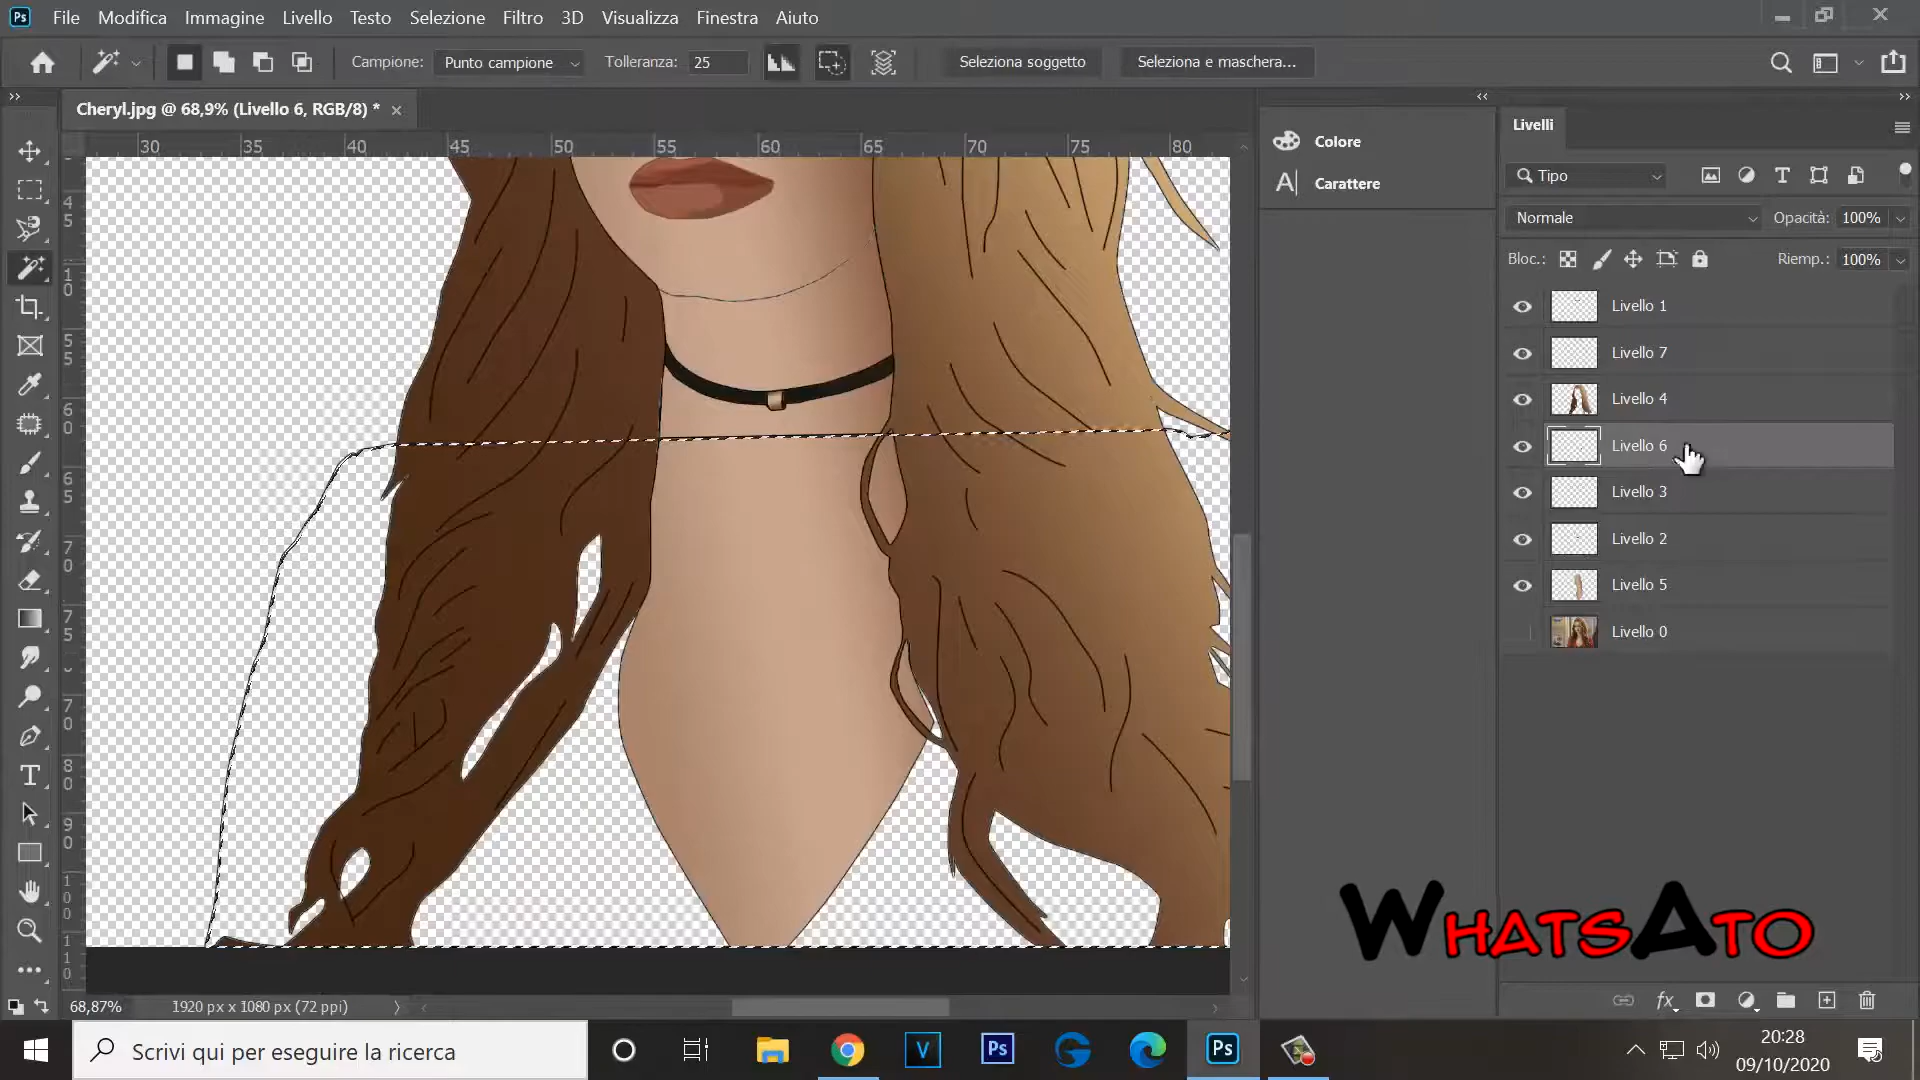 Ps File Modifica Immagine Livello Testo Selezione Filtro 3D Visualizza Finestra Aiuto
Campione: Punto campione Tolleranza: 25 Seleziona soggetto Seleziona e maschera...
Cheryl.jpg @ 68,9% (Livello 6, RGB/8) *
30 35 40 45 50 55 60 65 70 75 80
Colore
Carattere
Livelli
Tipo
Normale Opacità: 100%
Bloc.: Riemp.: 100%
Livello 1
Livello 7
Livello 4
Livello 6
Livello 3
Livello 2
Livello 5
Livello 0
WHATSATO
68,87% 1920 px x 1080 px (72 ppi)
Scrivi qui per eseguire la ricerca
V Ps Ps
20:28
09/10/2020